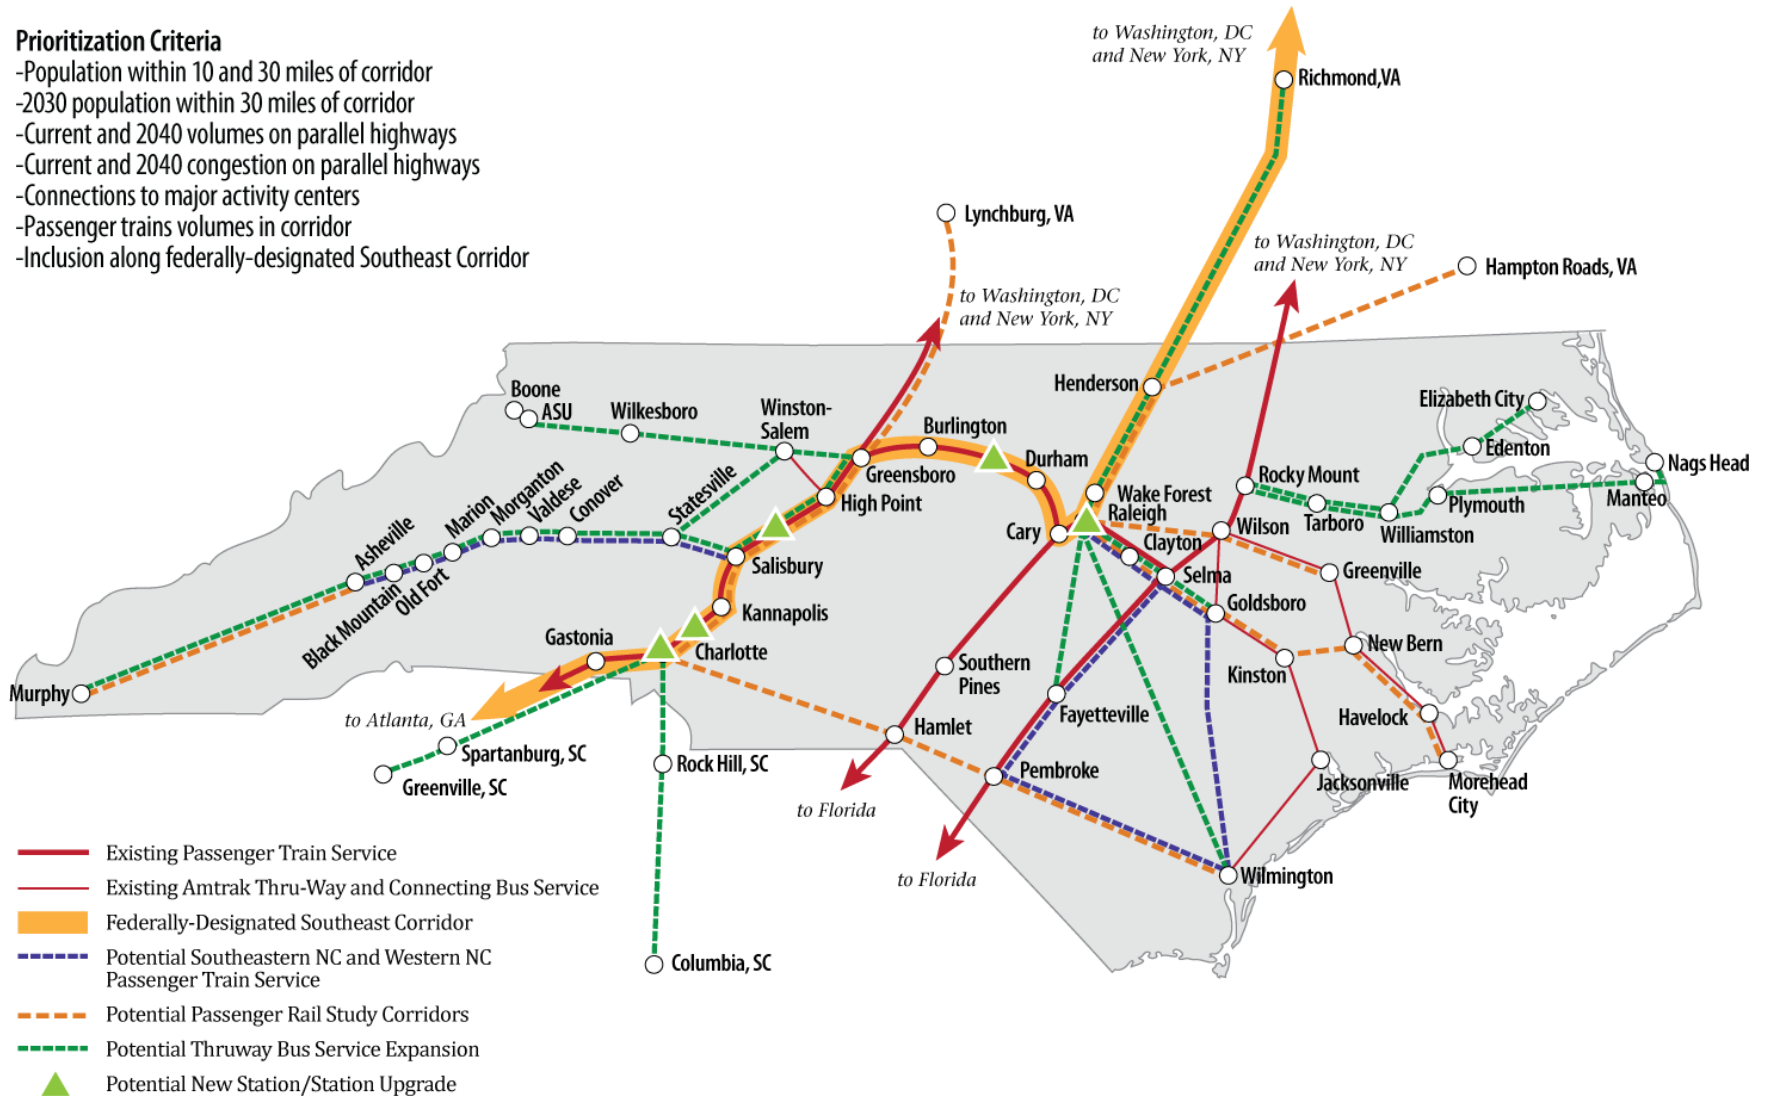 Prioritization Criteria
-Population within 10 and 30 miles of corridor
-2030 population within 30 miles of corridor
-Current and 2040 volumes on parallel highways
-Current and 2040 congestion on parallel highways
-Connections to major activity centers
-Passenger trains volumes in corridor
-Inclusion along federally-designated Southeast Corridor
to Washington, DC
and New York, NY
Richmond,VA
Lynchburg, VA
to Washington, DC
and New York, NY
Hampton Roads, VA
to Washington, DC
and New York, NY
Henderson
Boone
ASU
Wilkesboro
Winston-
Salem
Burlington
Greensboro
Durham
High Point
Elizabeth City
Edenton
Nags Head
Manteo
Plymouth
Rocky Mount
Tarboro
Williamston
Wake Forest
Raleigh
Cary
Wilson
Clayton
Selma
Greenville
Goldsboro
Asheville
Marion
Morganton
Valdese
Conover
Statesville
Black Mountain
Old Fort
Salisbury
Kannapolis
Gastonia
Charlotte
Murphy
to Atlanta, GA
Spartanburg, SC
Greenville, SC
Rock Hill, SC
Columbia, SC
Southern
Pines
Hamlet
to Florida
Fayetteville
Pembroke
to Florida
Kinston
New Bern
Havelock
Morehead
City
Jacksonville
Wilmington
Existing Passenger Train Service
Existing Amtrak Thru-Way and Connecting Bus Service
Federally-Designated Southeast Corridor
Potential Southeastern NC and Western NC
Passenger Train Service
Potential Passenger Rail Study Corridors
Potential Thruway Bus Service Expansion
Potential New Station/Station Upgrade